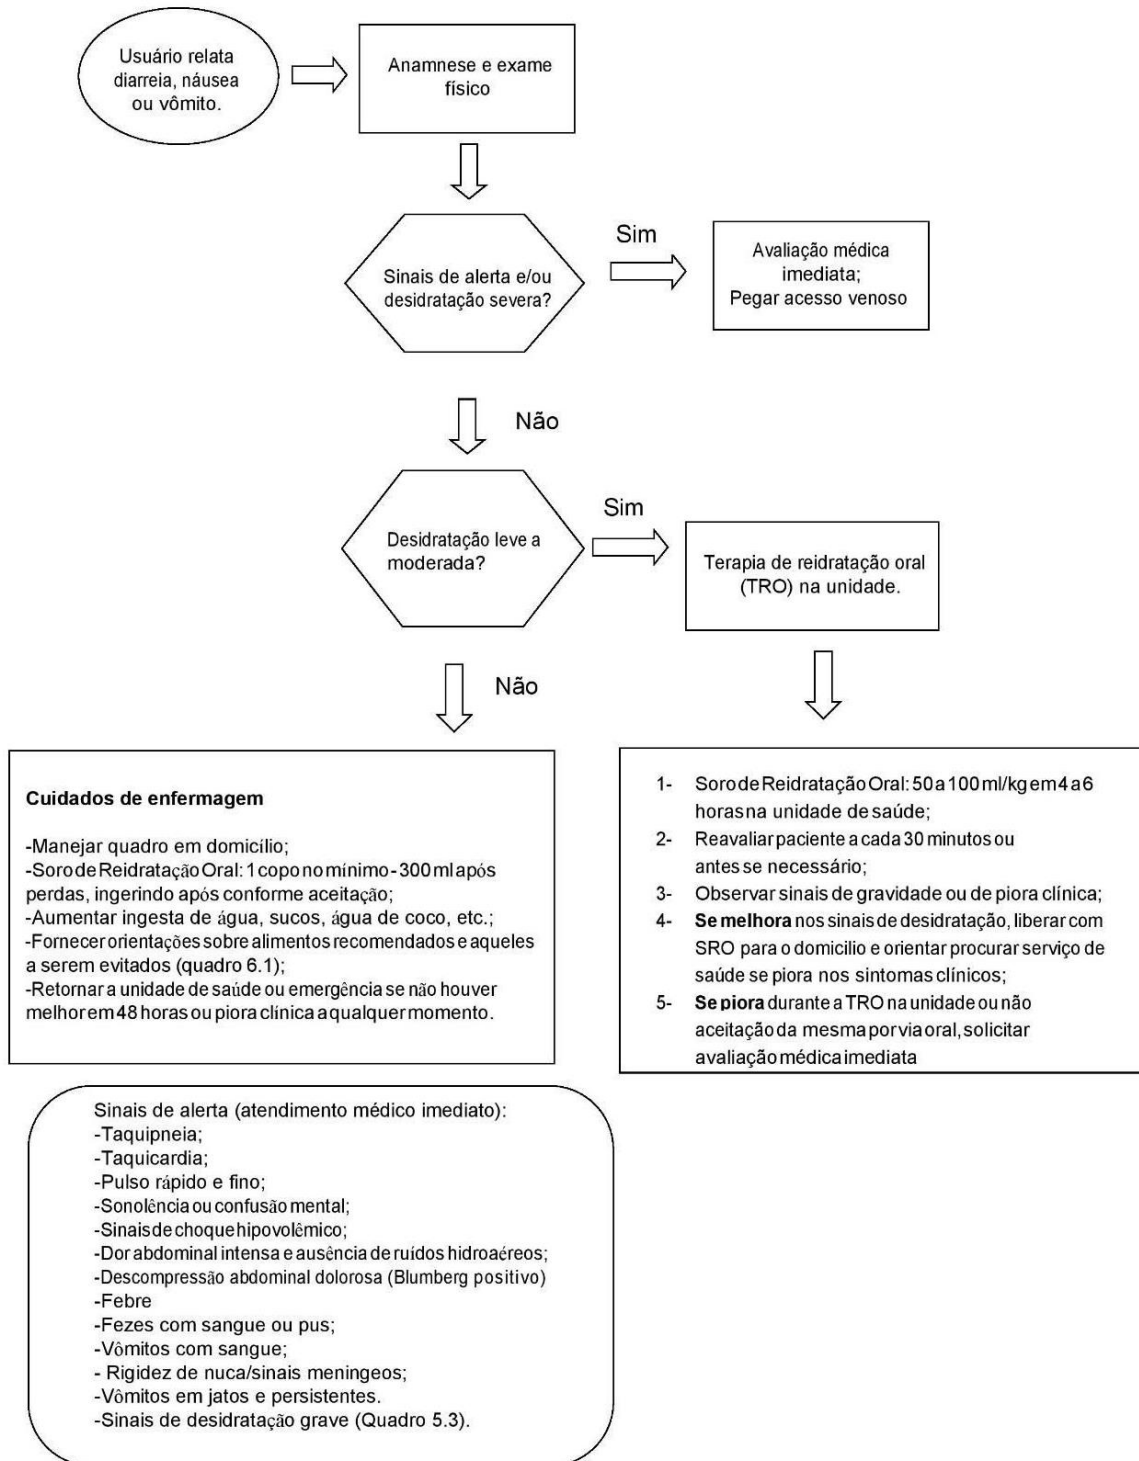 Usuário relata
diarreia, náusea
ou vômito.
Anamnese e exame
físico
Sinais de alerta e/ou
desidratação severa?
Sim
Avaliação médica
imediata;
Pegar acesso venoso
Não
Desidratação leve a
moderada?
Sim
Terapia de reidratação oral
(TRO) na unidade.
Não
Cuidados de enfermagem
-Manejar quadro em domicílio;
-Soro de Reidratação Oral: 1 copo no mínimo - 300 ml após
perdas, ingerindo após conforme aceitação;
-Aumentar ingesta de água, sucos, água de coco, etc.;
-Fornecer orientações sobre alimentos recomendados e aqueles
a serem evitados (quadro 6.1);
-Retornar a unidade de saúde ou emergência se não houver
melhor em 48 horas ou piora clínica a qualquer momento.
1- Soro de Reidratação Oral: 50 a 100 ml/kg em 4 a 6
horas na unidade de saúde;
2- Reavaliar paciente a cada 30 minutos ou
antes se necessário;
3- Observar sinais de gravidade ou de piora clínica;
4- Se melhora nos sinais de desidratação, liberar com
SRO para o domicilio e orientar procurar serviço de
saúde se piora nos sintomas clínicos;
5- Se piora durante a TRO na unidade ou não
aceitação da mesma por via oral, solicitar
avaliação médica imediata
Sinais de alerta (atendimento médico imediato):
-Taquipneia;
-Taquicardia;
-Pulso rápido e fino;
-Sonolência ou confusão mental;
-Sinais de choque hipovolêmico;
-Dor abdominal intensa e ausência de ruídos hidroaéreos;
-Descompressão abdominal dolorosa (Blumberg positivo)
-Febre
-Fezes com sangue ou pus;
-Vômitos com sangue;
- Rigidez de nuca/sinais meningeos;
-Vômitos em jatos e persistentes.
-Sinais de desidratação grave (Quadro 5.3).